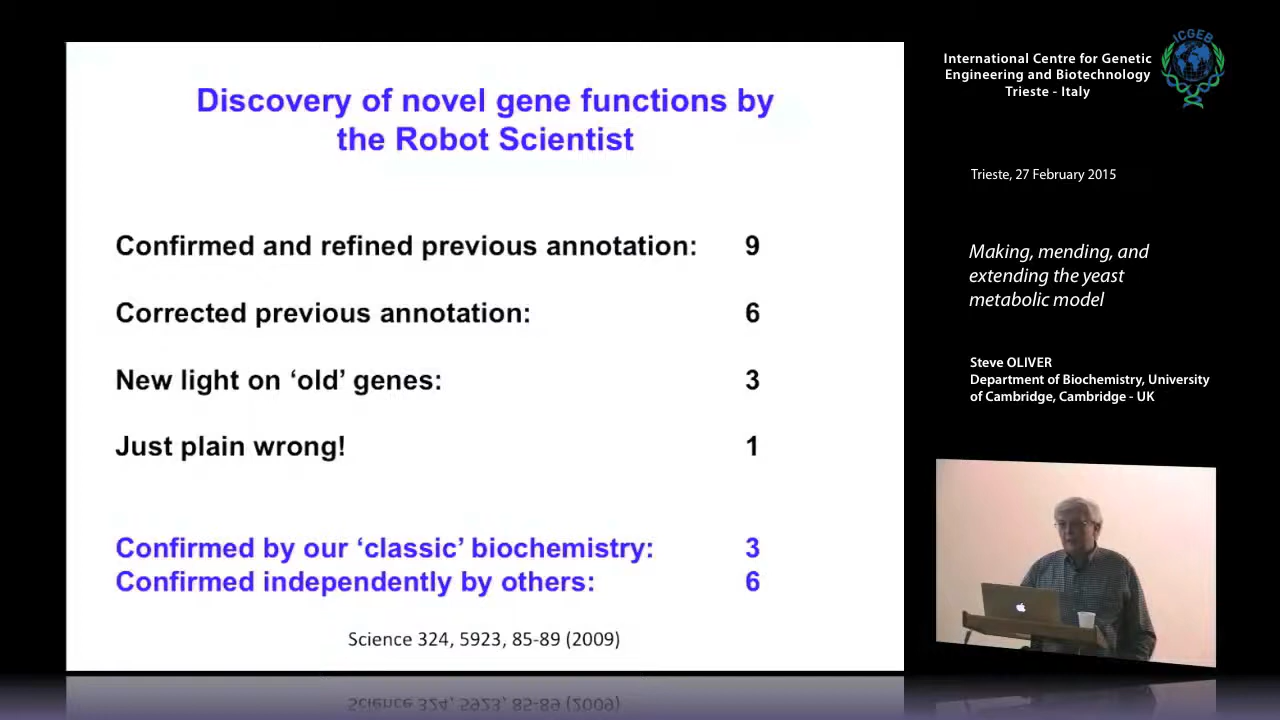 Discovery of novel gene functions by
the Robot Scientist
Confirmed and refined previous annotation: 9
Corrected previous annotation: 6
New light on ‘old’ genes: 3
Just plain wrong! 1
Confirmed by our ‘classic’ biochemistry: 3
Confirmed independently by others: 6
Science 324, 5923, 85-89 (2009)
International Centre for Genetic
Engineering and Biotechnology
Trieste - Italy
ICGEB
Trieste, 27 February 2015
Making, mending, and
extending the yeast
metabolic model
Steve OLIVER
Department of Biochemistry, University
of Cambridge, Cambridge - UK